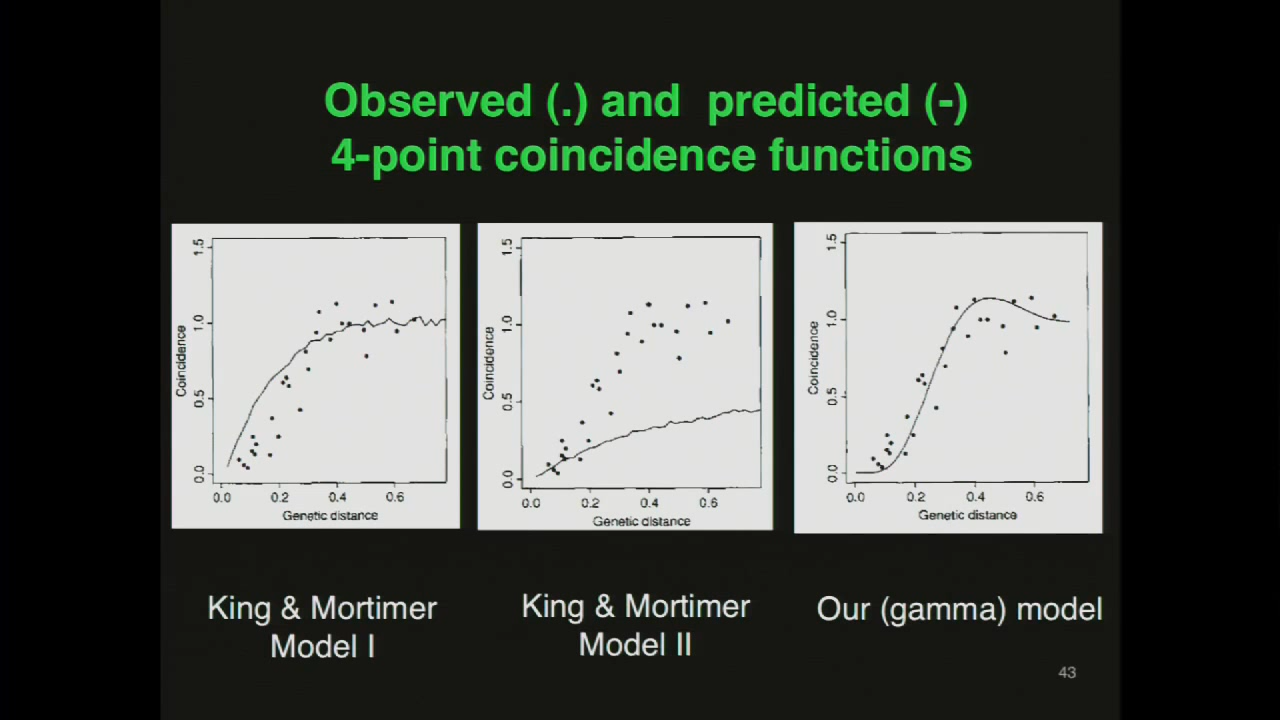 Observed (.) and predicted (-)
4-point coincidence functions
1.5
1.0
0.5
0.0
Coincidence
0.0 0.2 0.4 0.6
Genetic distance
1.5
1.0
0.5
0.0
Coincidence
0.0 0.2 0.4 0.6
Genetic distance
1.5
1.0
0.5
0.0
Coincidence
0.0 0.2 0.4 0.6
Genetic distance
King & Mortimer
Model I
King & Mortimer
Model II
Our (gamma) model
43